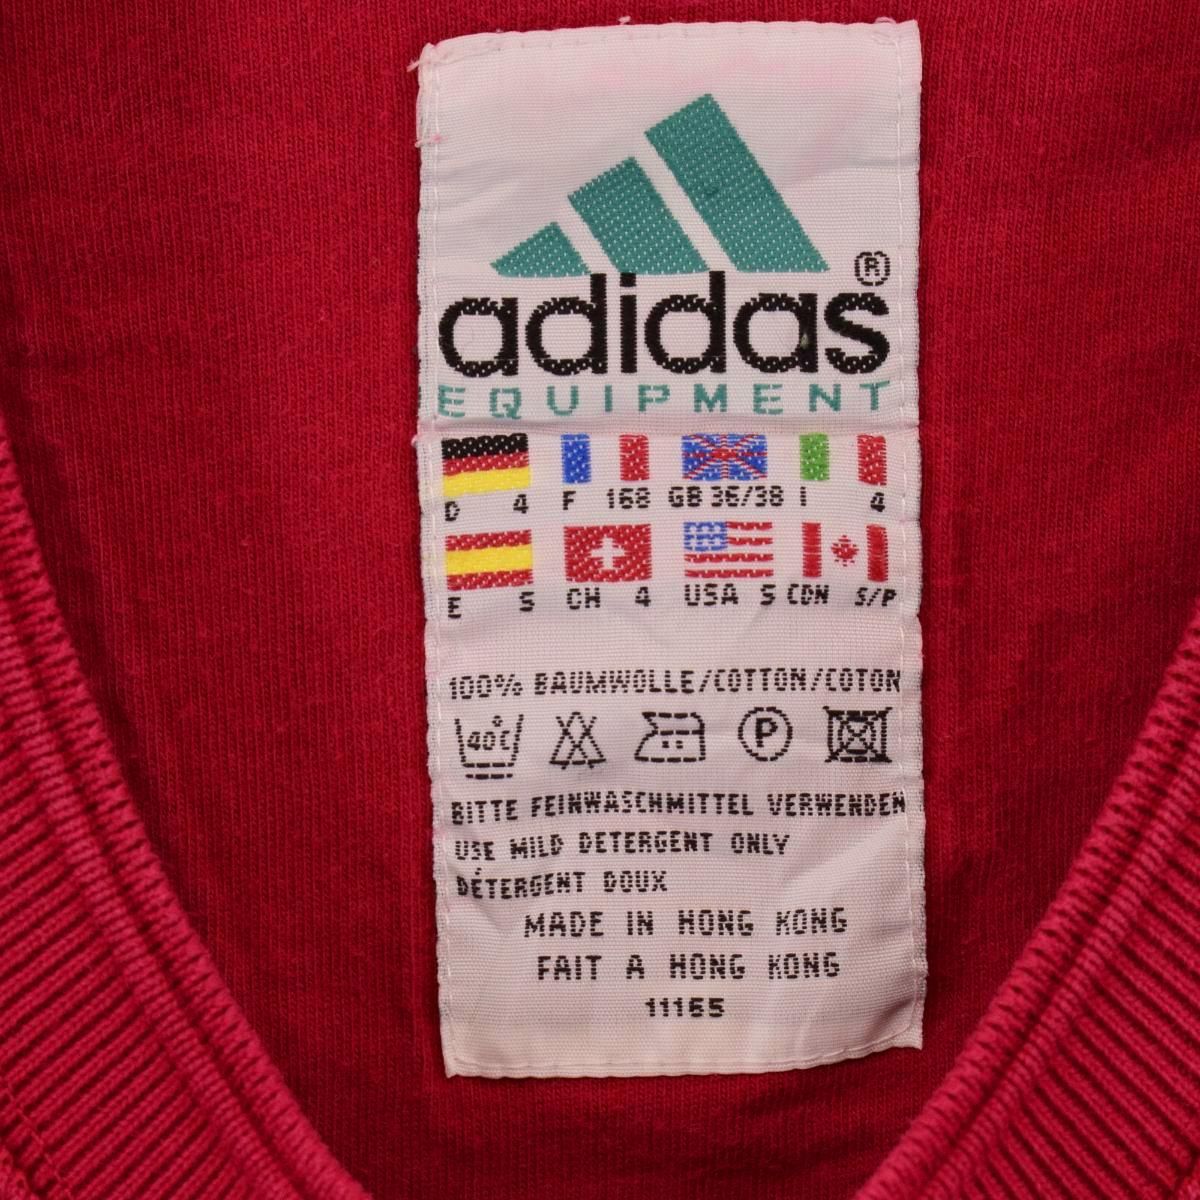 adidas®
EQUIPMENT
D 4 F 168 GB 36/38 I 4
E 5 CH 4 USA S CDN S/P
100% BAUMWOLLE/COTTON/COTON
40°C P
BITTE FEINWASCHMITTEL VERWENDEN
USE MILD DETERGENT ONLY
DÉTERGENT DOUX
MADE IN HONG KONG
FAIT A HONG KONG
11165